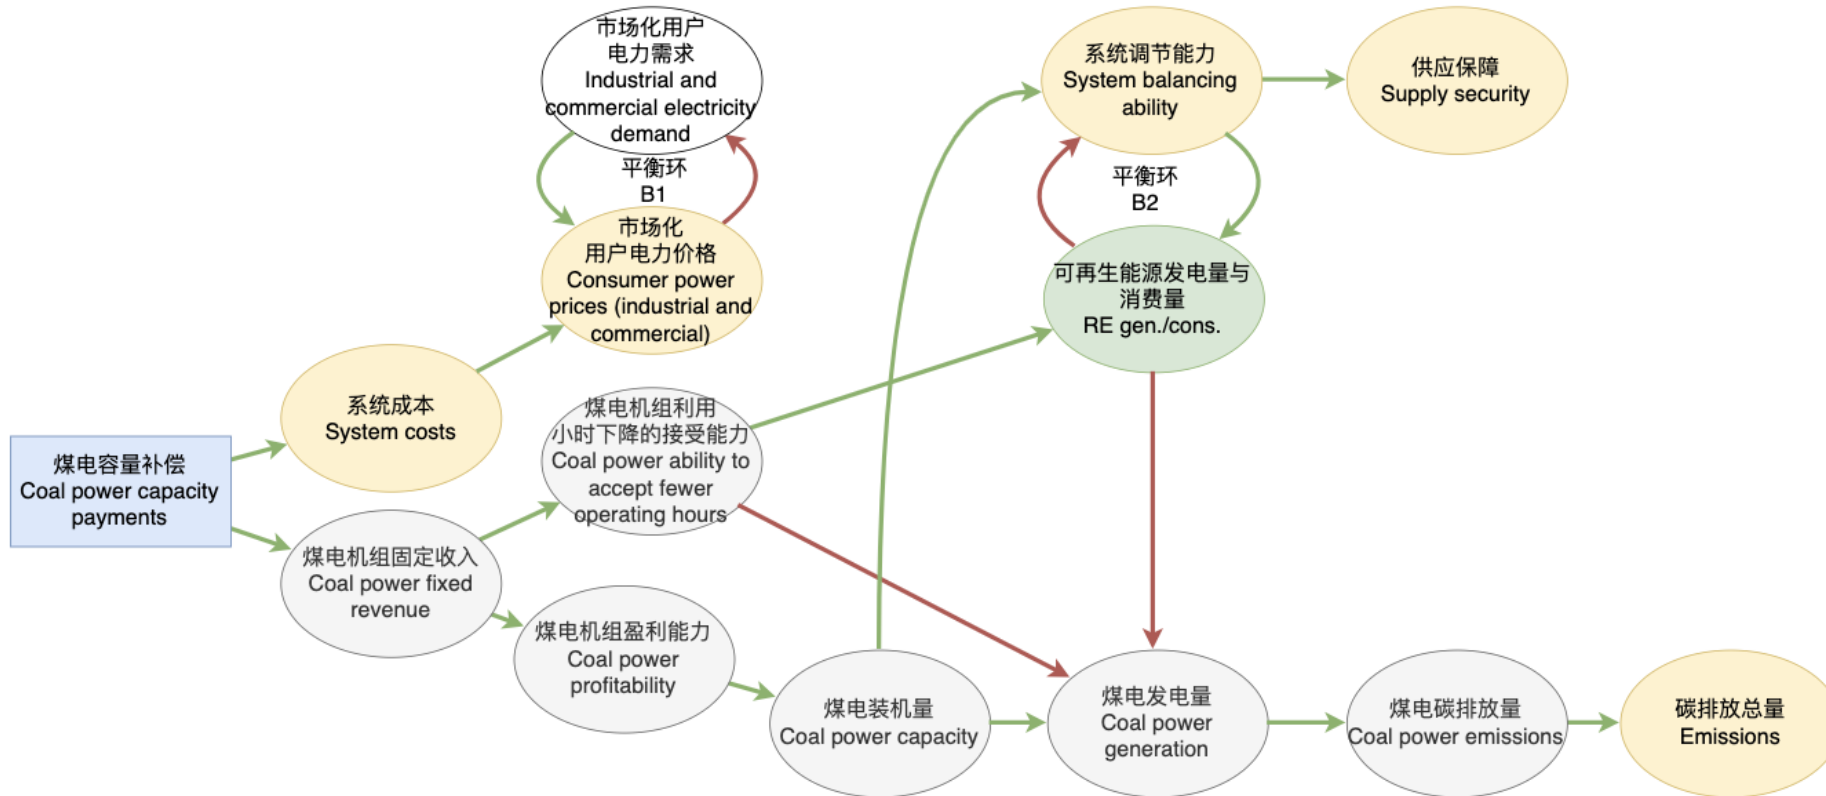 市场化用户
电力需求
Industrial and
commercial electricity
demand
平衡环
B1
市场化
用户电力价格
Consumer power
prices (industrial and
commercial)
系统调节能力
System balancing
ability
供应保障
Supply security
平衡环
B2
可再生能源发电量与
消费量
RE gen./cons.
系统成本
System costs
煤电机组利用
小时下降的接受能力
Coal power ability to
accept fewer
operating hours
煤电容量补偿
Coal power capacity
payments
煤电机组固定收入
Coal power fixed
revenue
煤电机组盈利能力
Coal power
profitability
煤电装机量
Coal power capacity
煤电发电量
Coal power
generation
煤电碳排放量
Coal power emissions
碳排放总量
Emissions